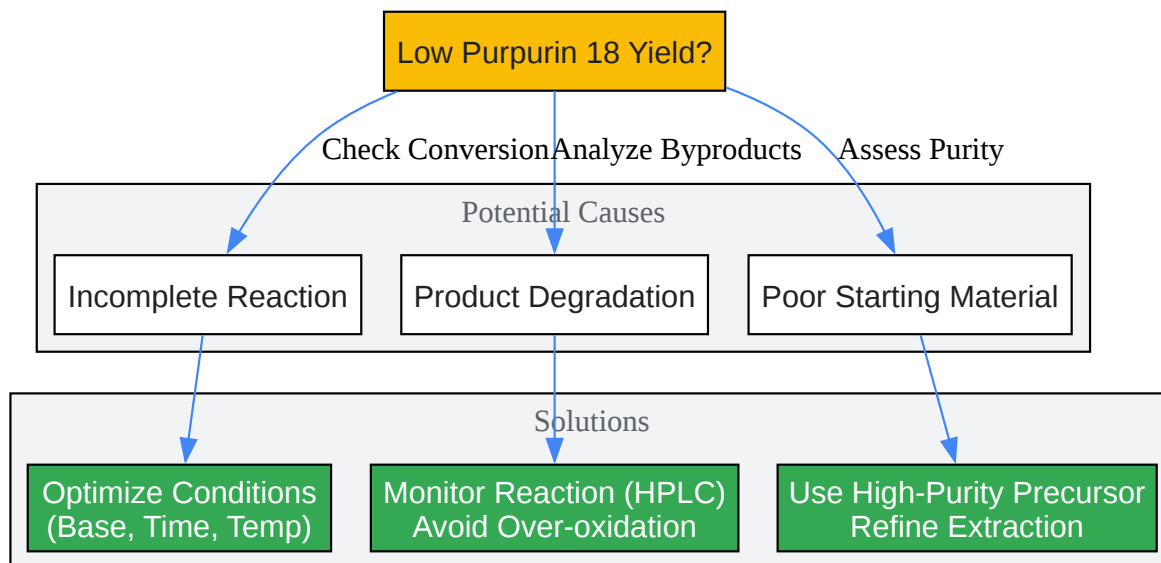 Low Purpurin 18 Yield?
Check Conversion
Analyze Byproducts
Assess Purity
Potential Causes
Incomplete Reaction
Product Degradation
Poor Starting Material
Solutions
Optimize Conditions
(Base, Time, Temp)
Monitor Reaction (HPLC)
Avoid Over-oxidation
Use High-Purity Precursor
Refine Extraction